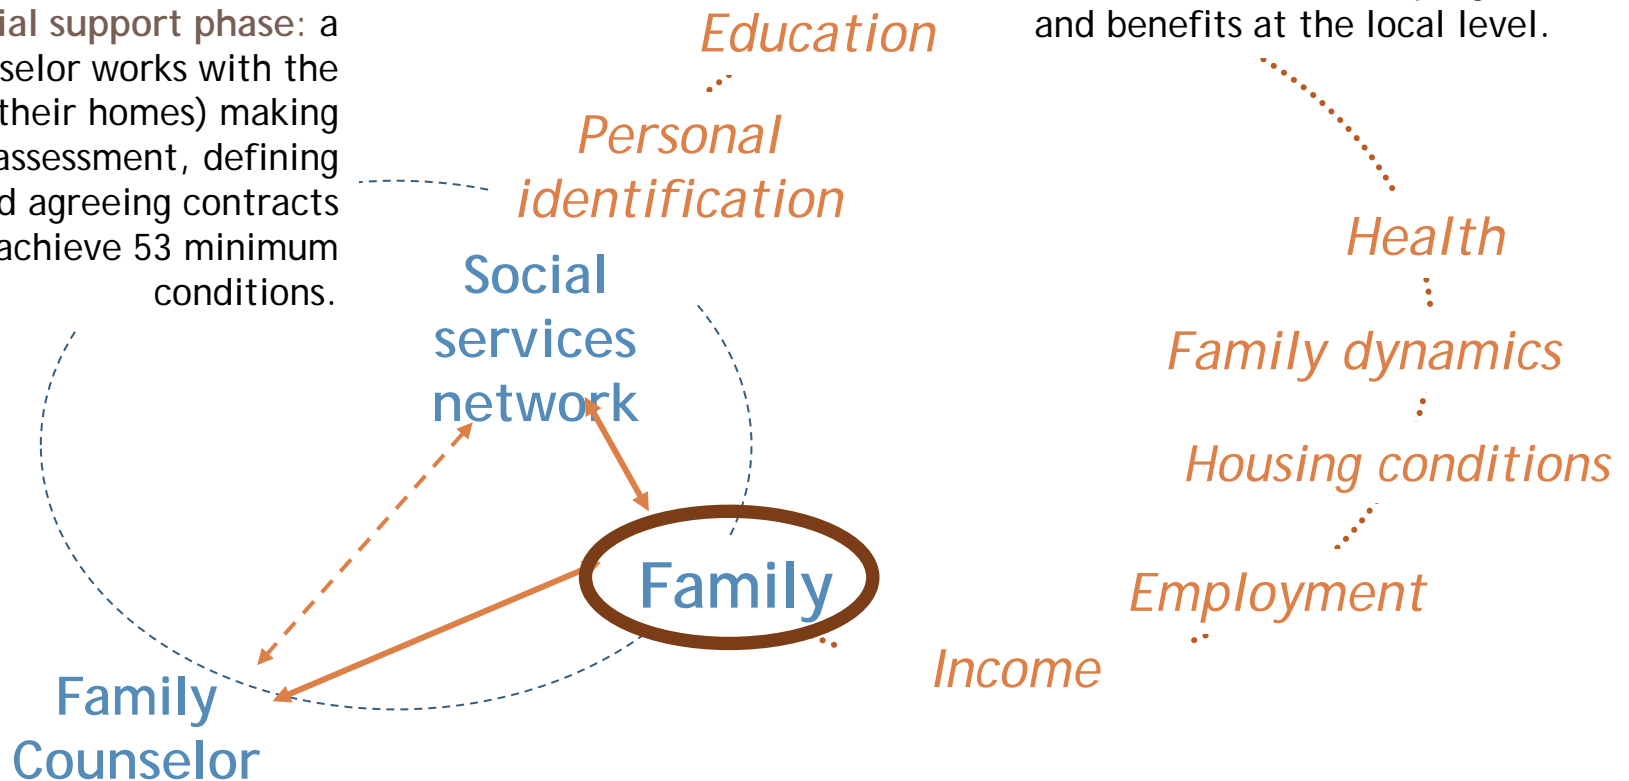 ial support phase: a
selor works with the
their homes) making
assessment, defining
d agreeing contracts
achieve 53 minimum
conditions.
Education
and benefits at the local level.
Personal
identification
Health
Social
services
network
Family dynamics
Housing conditions
Family
Employment
Income
Family
Counselor